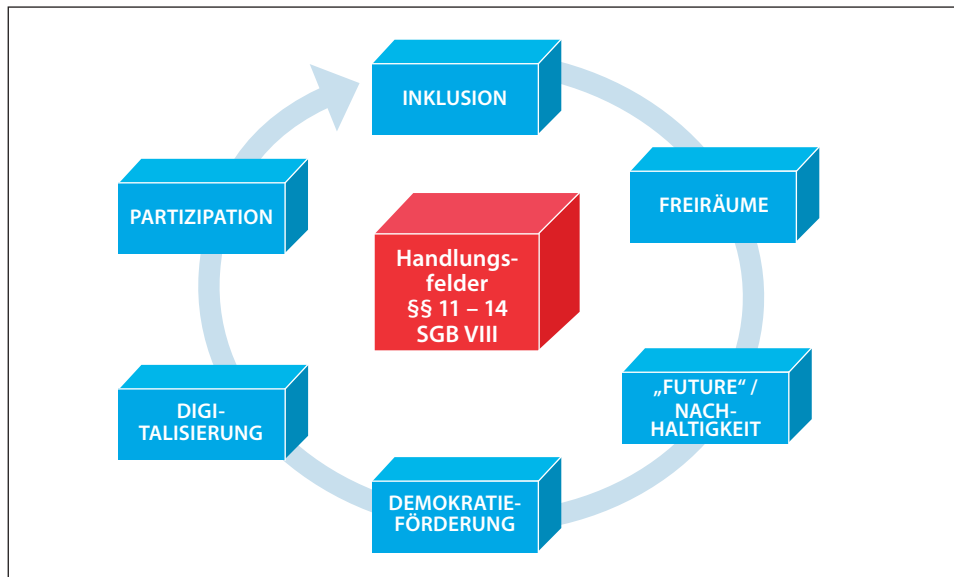 INKLUSION
FREIRÄUME
„FUTURE“ /
NACH-
HALTIGKEIT
DEMOKRATIE-
FÖRDERUNG
DIGI-
TALISIERUNG
PARTIZIPATION
Handlungs-
felder
§§ 11 – 14
SGB VIII